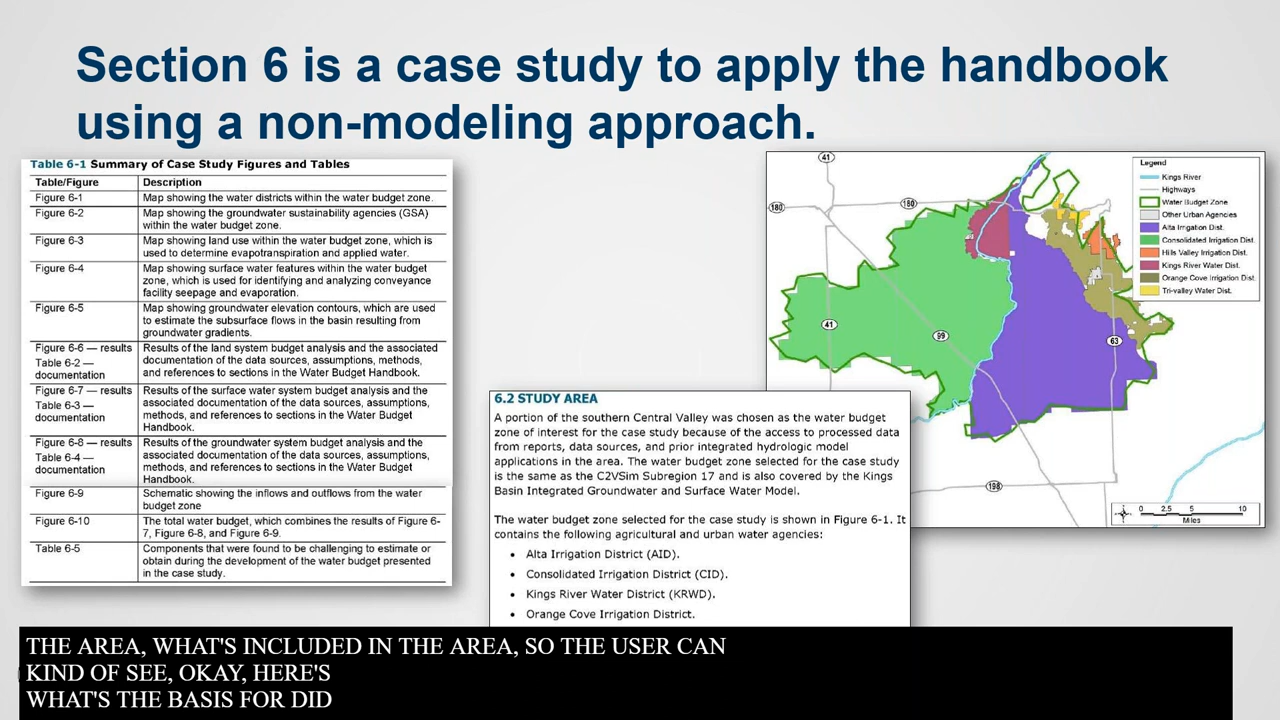 Section 6 is a case study to apply the handbook
using a non-modeling approach.
Table 6-1 Summary of Case Study Figures and Tables
Table/Figure Description
Figure 6-1 Map showing the water districts within the water budget zone.
Figure 6-2 Map showing the groundwater sustainability agencies (GSA)
within the water budget zone.
Figure 6-3 Map showing land use within the water budget zone, which is
used to determine evapotranspiration and applied water.
Figure 6-4 Map showing surface water features within the water budget
zone, which is used for identifying and analyzing conveyance
facility seepage and evaporation.
Figure 6-5 Map showing groundwater elevation contours, which are used
to estimate the subsurface flows in the basin resulting from
groundwater gradients.
Figure 6-6 — results Results of the land system budget analysis and the associated
Table 6-2 — documentation of the data sources, assumptions, methods,
documentation and references to sections in the Water Budget Handbook.
Figure 6-7 — results Results of the surface water system budget analysis and the
Table 6-3 — associated documentation of the data sources, assumptions,
documentation methods, and references to sections in the Water Budget
Handbook.
Figure 6-8 — results Results of the groundwater system budget analysis and the
Table 6-4 — associated documentation of the data sources, assumptions,
documentation methods, and references to sections in the Water Budget
Handbook.
Figure 6-9 Schematic showing the inflows and outflows from the water
budget zone
Figure 6-10 The total water budget, which combines the results of Figure 6-
7, Figure 6-8, and Figure 6-9.
Table 6-5 Components that were found to be challenging to estimate or
obtain during the development of the water budget presented
in the case study.
41
180
180
41
99
63
198
Legend
Kings River
Highways
Water Budget Zone
Other Urban Agencies
Alta Irrigation Dist.
Consolidated Irrigation Dist.
Hills Valley Irrigation Dist.
Kings River Water Dist.
Orange Cove Irrigation Dist.
Tri-valley Water Dist.
0 2.5 5 10
Miles
6.2 STUDY AREA
A portion of the southern Central Valley was chosen as the water budget
zone of interest for the case study because of the access to processed data
from reports, data sources, and prior integrated hydrologic model
applications in the area. The water budget zone selected for the case study
is the same as the C2VSim Subregion 17 and is also covered by the Kings
Basin Integrated Groundwater and Surface Water Model.
The water budget zone selected for the case study is shown in Figure 6-1. It
contains the following agricultural and urban water agencies:
• Alta Irrigation District (AID).
• Consolidated Irrigation District (CID).
• Kings River Water District (KRWD).
• Orange Cove Irrigation District.
THE AREA, WHAT'S INCLUDED IN THE AREA, SO THE USER CAN
KIND OF SEE, OKAY, HERE'S
WHAT'S THE BASIS FOR DID